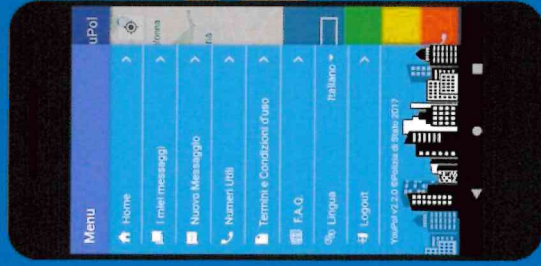 Menu
uPol
Home
I miei messaggi
Nuovo Messaggio
Numeri Utili
Termini e Condizioni d'uso
F.A.Q.
Lingua
Italiano
Logout
YouPol v2.2.0 ©Polizia di Stato 2017